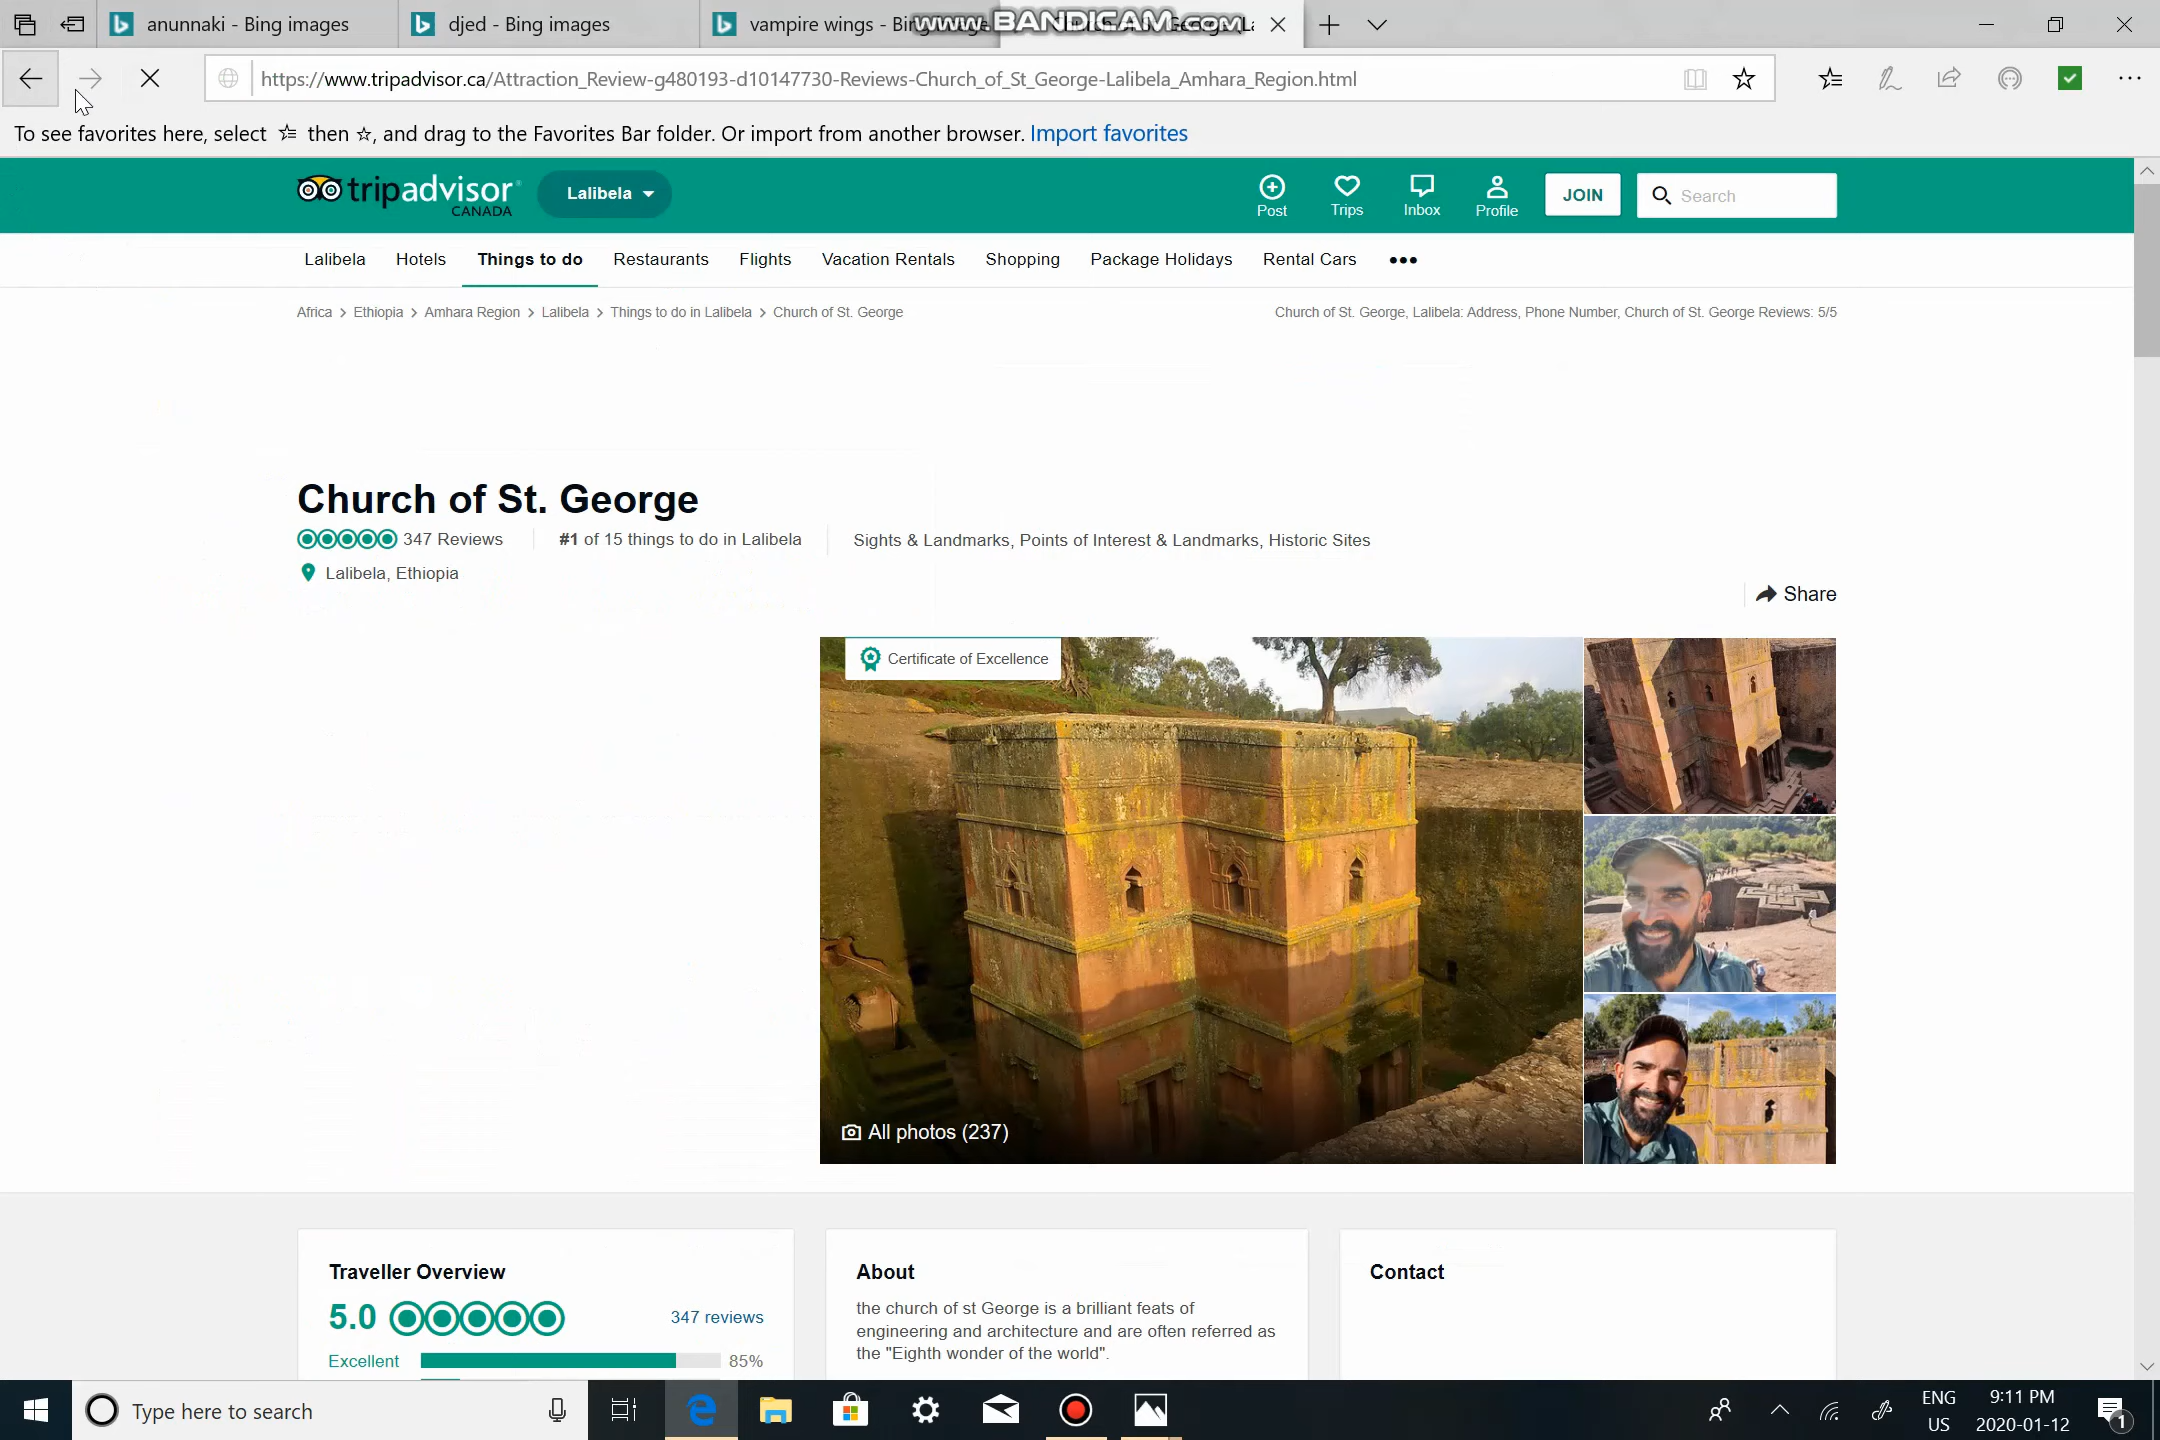 anunnaki - Bing images
djed - Bing images
vampire wings - Bing
www.BANDICAM.com
https://www.tripadvisor.ca/Attraction_Review-g480193-d10147730-Reviews-Church_of_St_George-Lalibela_Amhara_Region.html
To see favorites here, select then , and drag to the Favorites Bar folder. Or import from another browser. Import favorites
tripadvisor
CANADA
Lalibela
Post
Trips
Inbox
Profile
JOIN
Search
Lalibela Hotels Things to do Restaurants Flights Vacation Rentals Shopping Package Holidays Rental Cars •••
Africa > Ethiopia > Amhara Region > Lalibela > Things to do in Lalibela > Church of St. George
Church of St. George, Lalibela: Address, Phone Number, Church of St. George Reviews: 5/5
Church of St. George
347 Reviews
#1 of 15 things to do in Lalibela
Sights & Landmarks, Points of Interest & Landmarks, Historic Sites
Lalibela, Ethiopia
Share
Certificate of Excellence
All photos (237)
Traveller Overview
5.0
347 reviews
Excellent
85%
About
the church of st George is a brilliant feats of
engineering and architecture and are often referred as
the "Eighth wonder of the world".
Contact
Type here to search
ENG
US
9:11 PM
2020-01-12
1